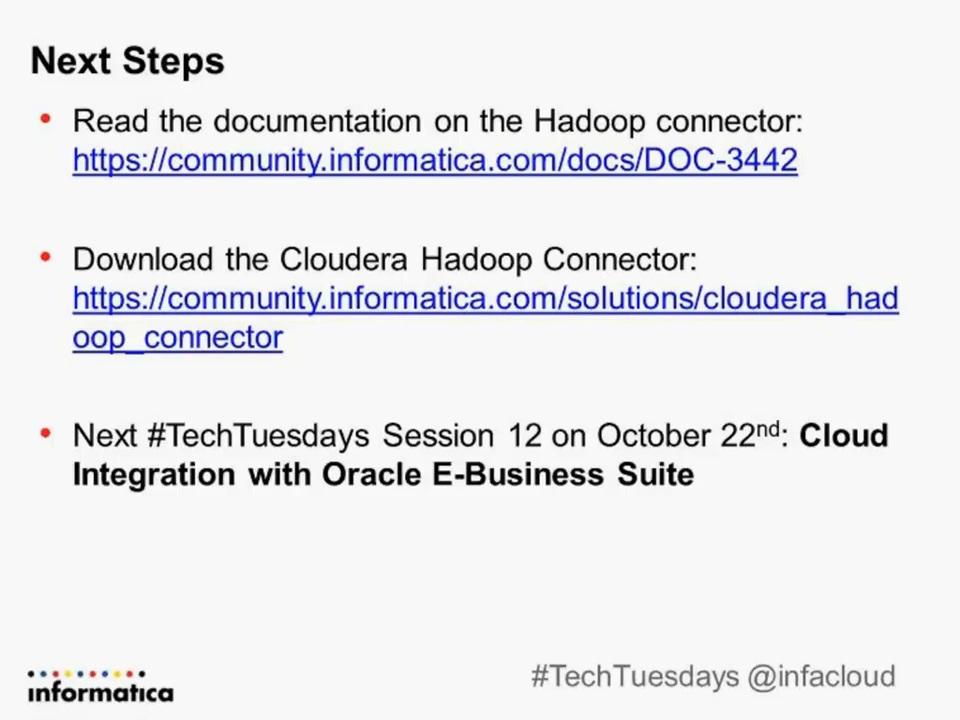 Next Steps
• Read the documentation on the Hadoop connector:
https://community.informatica.com/docs/DOC-3442
• Download the Cloudera Hadoop Connector:
https://community.informatica.com/solutions/cloudera_had
oop_connector
• Next #TechTuesdays Session 12 on October 22nd: Cloud
Integration with Oracle E-Business Suite
informatica
#TechTuesdays @infacloud